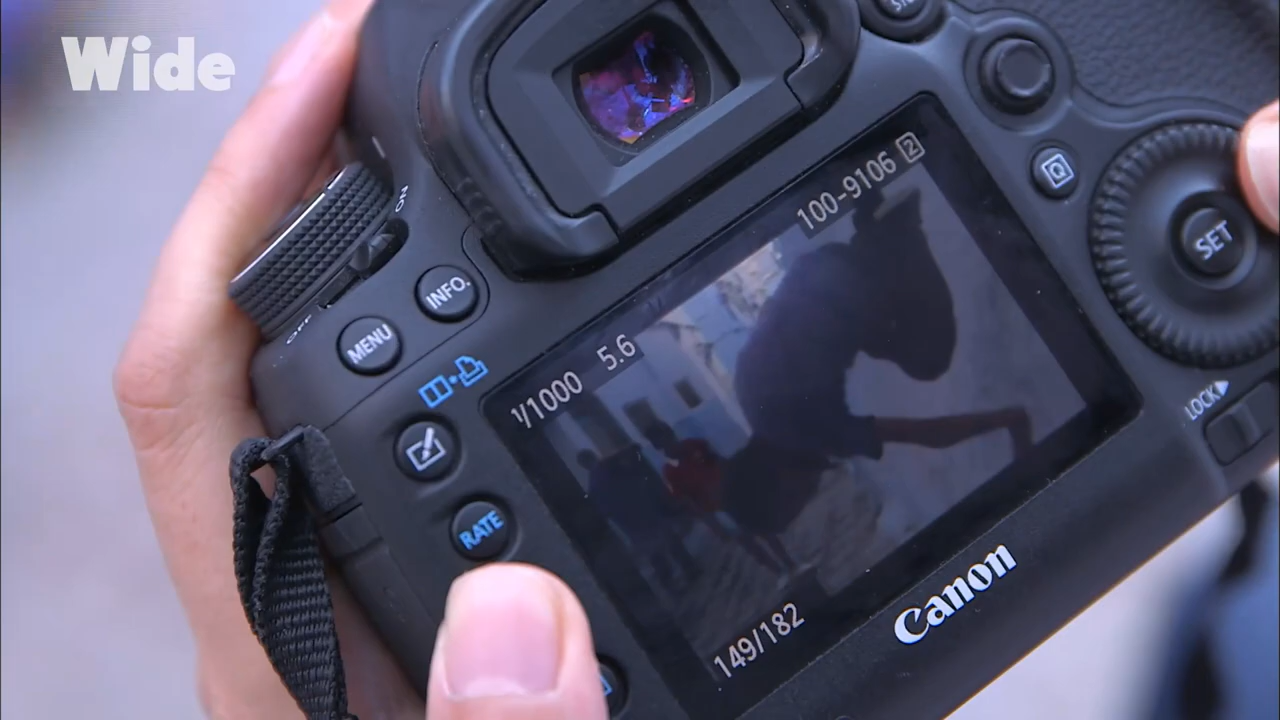 Wide
ON
OFF
INFO.
MENU
Q
SET
LOCK
RATE
100-9106 2
1/1000 5.6
149/182
Canon